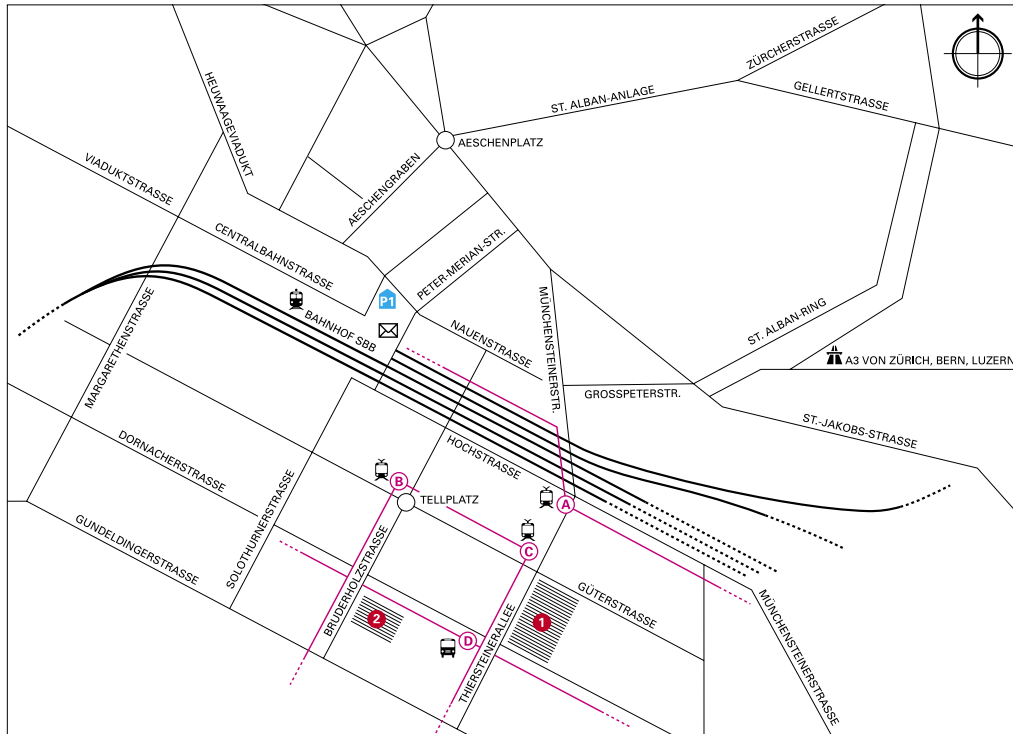 ZÜRCHERSTRASSE
HEUWAAGEVIADUKT
ST. ALBAN-ANLAGE
GELLERTSTRASSE
AESCHENPLATZ
VIADUKTSTRASSE
AESCHENGRABEN
CENTRALBAHNSTRASSE
PETER-MERIAN-STR.
P1
BAHNHOF SBB
NAUENSTRASSE
MÜNCHENSTEINERSTR.
ST. ALBAN-RING
MARGARETHENSTRASSE
A3 VON ZÜRICH, BERN, LUZERN
GROSSPETERSTR.
ST.-JAKOBS-STRASSE
DORNACHERSTRASSE
HOCHSTRASSE
B
TELLPLATZ
A
SOLOTHURNERSTRASSE
GUNDELDINGERSTRASSE
C
BRUDERHOLZSTRASSE
GÜTERSTRASSE
2
1
D
THIERSTEINERALLEE
MÜNCHENSTEINERSTRASSE